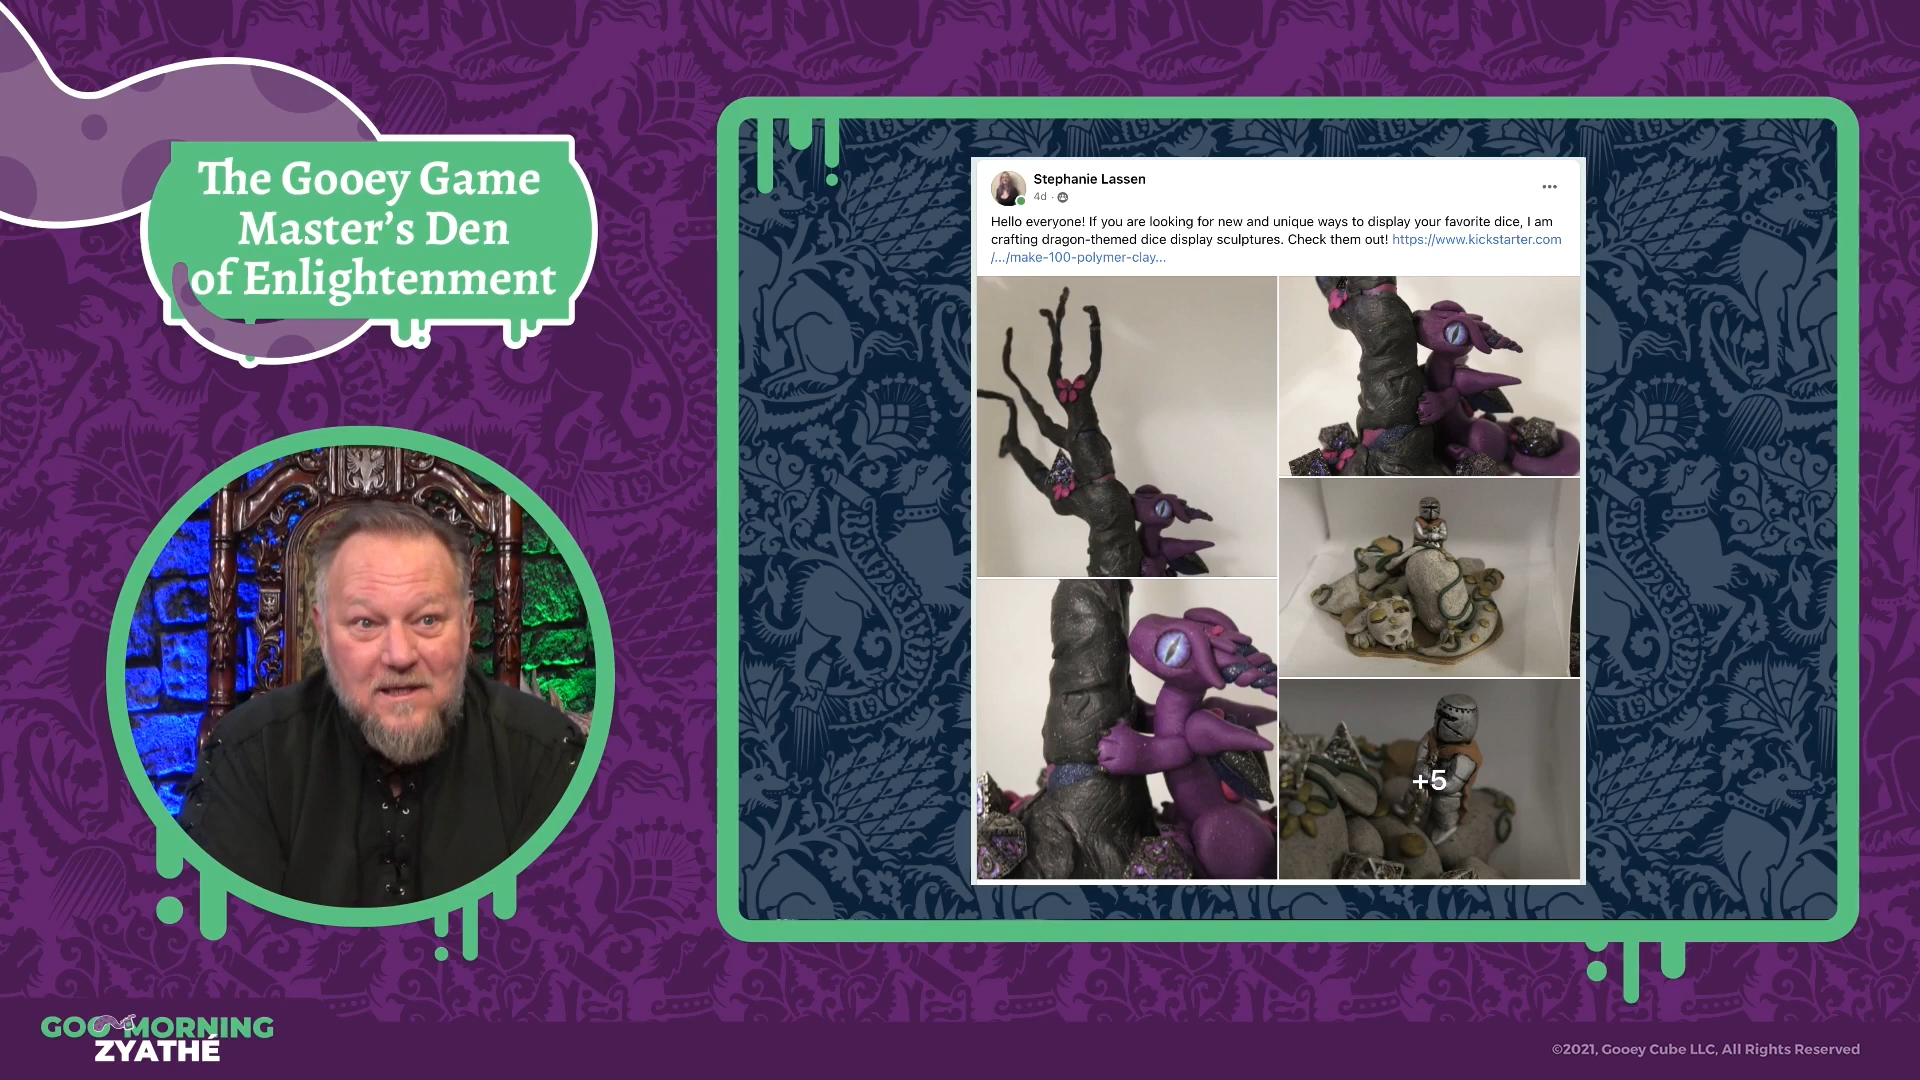 The Gooey Game
Master's Den
of Enlightenment
Stephanie Lassen
4d ·
Hello everyone! If you are looking for new and unique ways to display your favorite dice, I am
crafting dragon-themed dice display sculptures. Check them out! https://www.kickstarter.com
/.../make-100-polymer-clay...
+5
GOO MORNING
ZYATHÉ
©2021, Gooey Cube LLC, All Rights Reserved